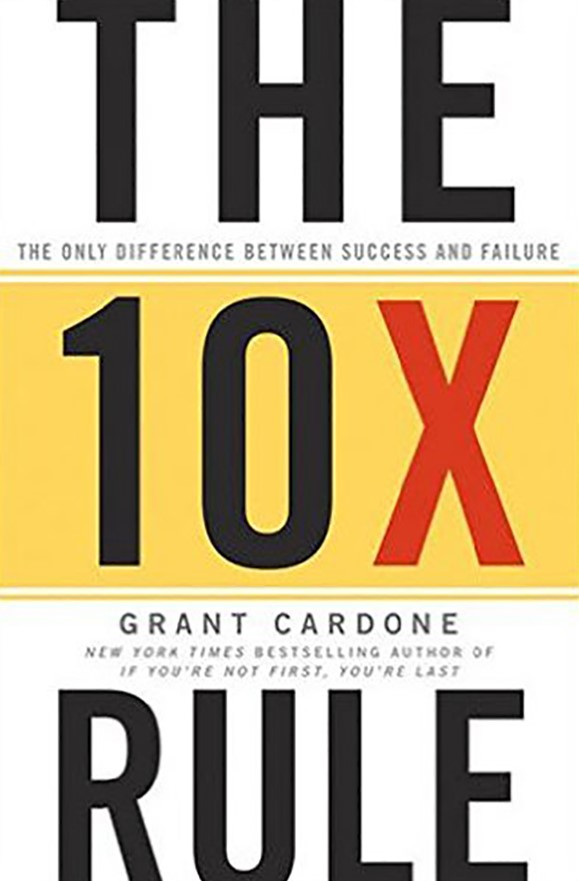 THE
THE ONLY DIFFERENCE BETWEEN SUCCESS AND FAILURE
10X
GRANT CARDONE
NEW YORK TIMES BESTSELLING AUTHOR OF
IF YOU'RE NOT FIRST, YOU'RE LAST
RULE